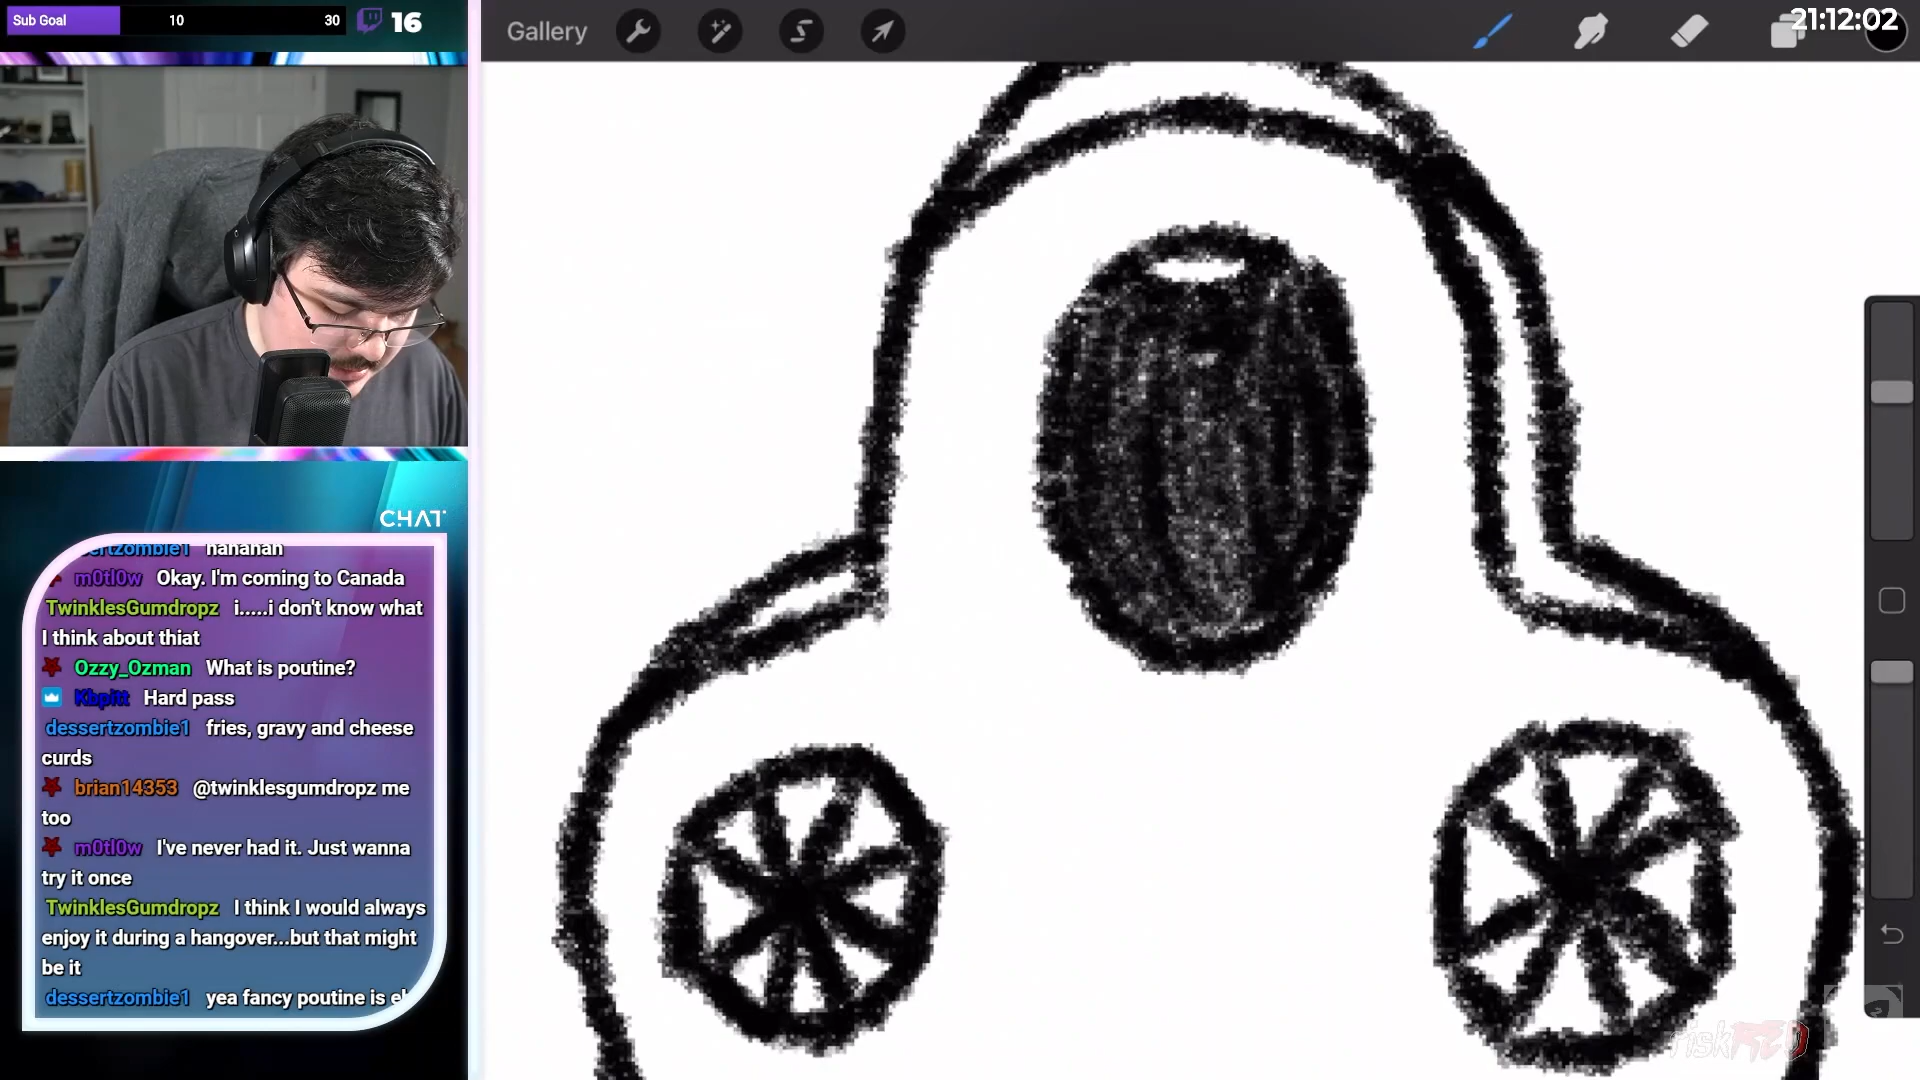 Sub Goal 10 30 16
Gallery
21:12:02
CHAT
hahahah
m0tl0w Okay. I'm coming to Canada
TwinklesGumdropz i.....i don't know what
I think about thiat
Ozzy_Ozman What is poutine?
Kbpitt Hard pass
dessertzombie1 fries, gravy and cheese
curds
brian14353 @twinklesgumdropz me
too
m0tl0w I've never had it. Just wanna
try it once
TwinklesGumdropz I think I would always
enjoy it during a hangover...but that might
be it
dessertzombie1 yea fancy poutine is
riskRED